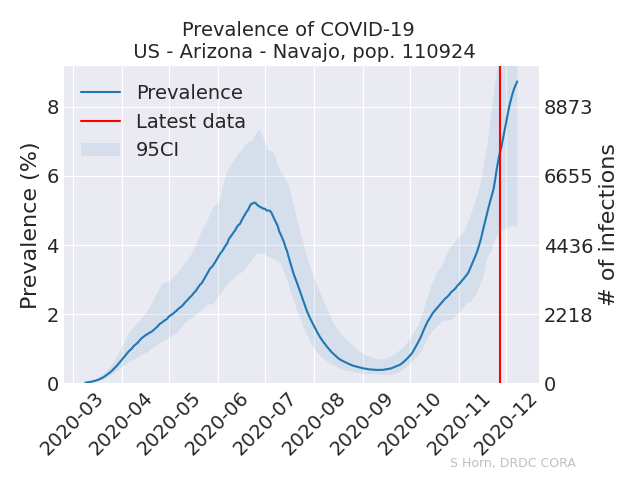 Prevalence of COVID-19
US - Arizona - Navajo, pop. 110924
Prevalence
Latest data
95CI
Prevalence (%)
8
6
4
2
0
8873
6655
4436
2218
0
# of infections
2020-03
2020-04
2020-05
2020-06
2020-07
2020-08
2020-09
2020-10
2020-11
2020-12
S Horn, DRDC CORA